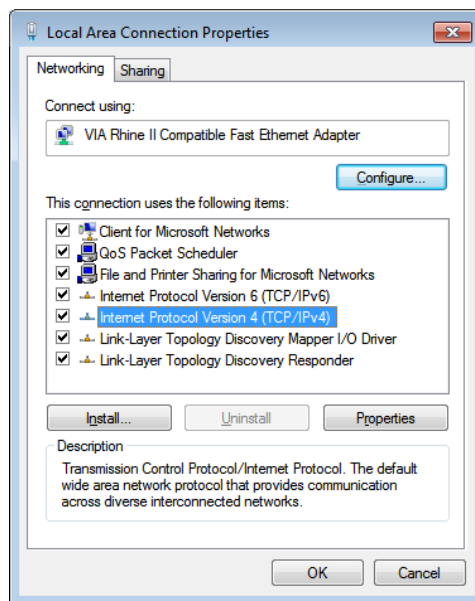 Local Area Connection Properties
Networking
Sharing
Connect using:
VIA Rhine II Compatible Fast Ethernet Adapter
Configure...
This connection uses the following items:
Client for Microsoft Networks
QoS Packet Scheduler
File and Printer Sharing for Microsoft Networks
Internet Protocol Version 6 (TCP/IPv6)
Internet Protocol Version 4 (TCP/IPv4)
Link-Layer Topology Discovery Mapper I/O Driver
Link-Layer Topology Discovery Responder
Install...
Uninstall
Properties
Description
Transmission Control Protocol/Internet Protocol. The default
wide area network protocol that provides communication
across diverse interconnected networks.
OK
Cancel